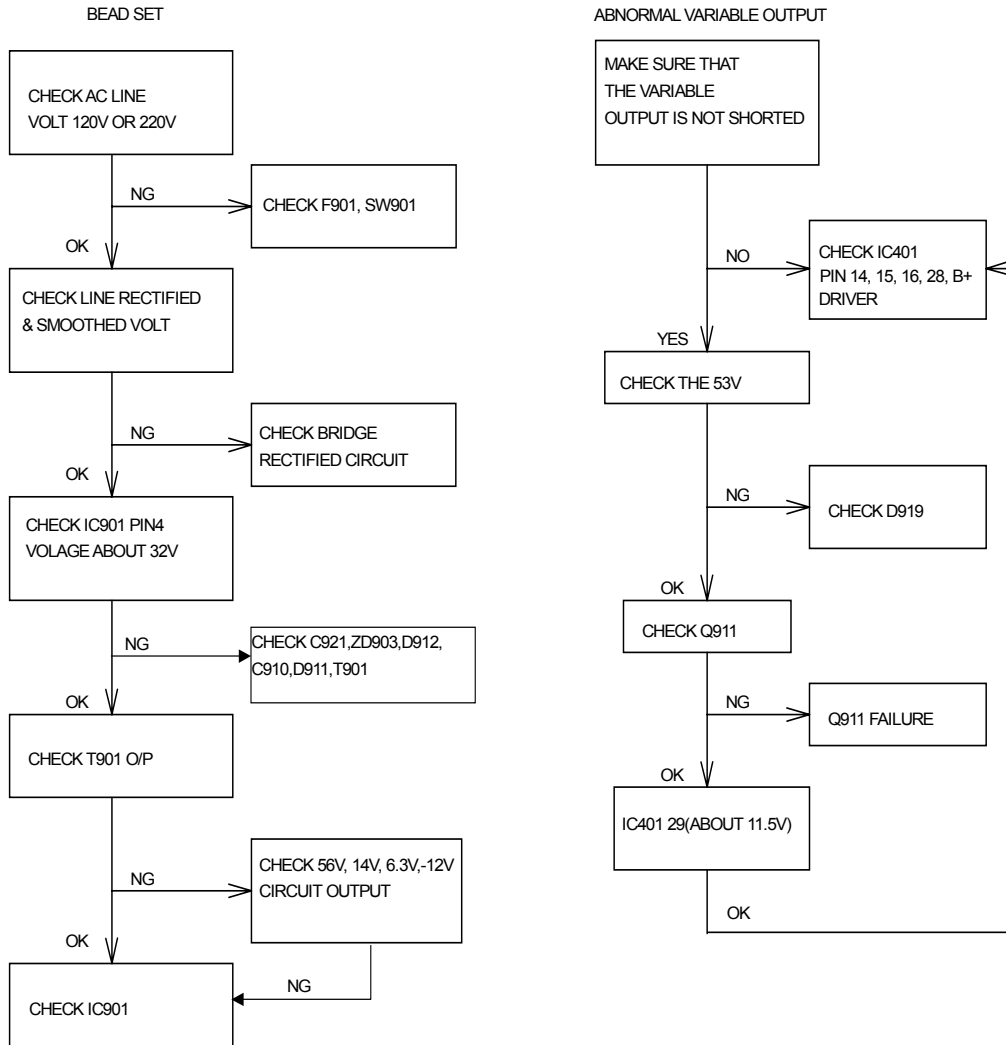 BEAD SET
CHECK AC LINE
VOLT 120V OR 220V
NG
CHECK F901, SW901
OK
CHECK LINE RECTIFIED
& SMOOTHED VOLT
NG
CHECK BRIDGE
RECTIFIED CIRCUIT
OK
CHECK IC901 PIN4
VOLAGE ABOUT 32V
NG
CHECK C921,ZD903,D912,
C910,D911,T901
OK
CHECK T901 O/P
NG
CHECK 56V, 14V, 6.3V,-12V
CIRCUIT OUTPUT
OK
NG
CHECK IC901
ABNORMAL VARIABLE OUTPUT
MAKE SURE THAT
THE VARIABLE
OUTPUT IS NOT SHORTED
NO
CHECK IC401
PIN 14, 15, 16, 28, B+
DRIVER
YES
CHECK THE 53V
NG
CHECK D919
OK
CHECK Q911
NG
Q911 FAILURE
OK
IC401 29(ABOUT 11.5V)
OK